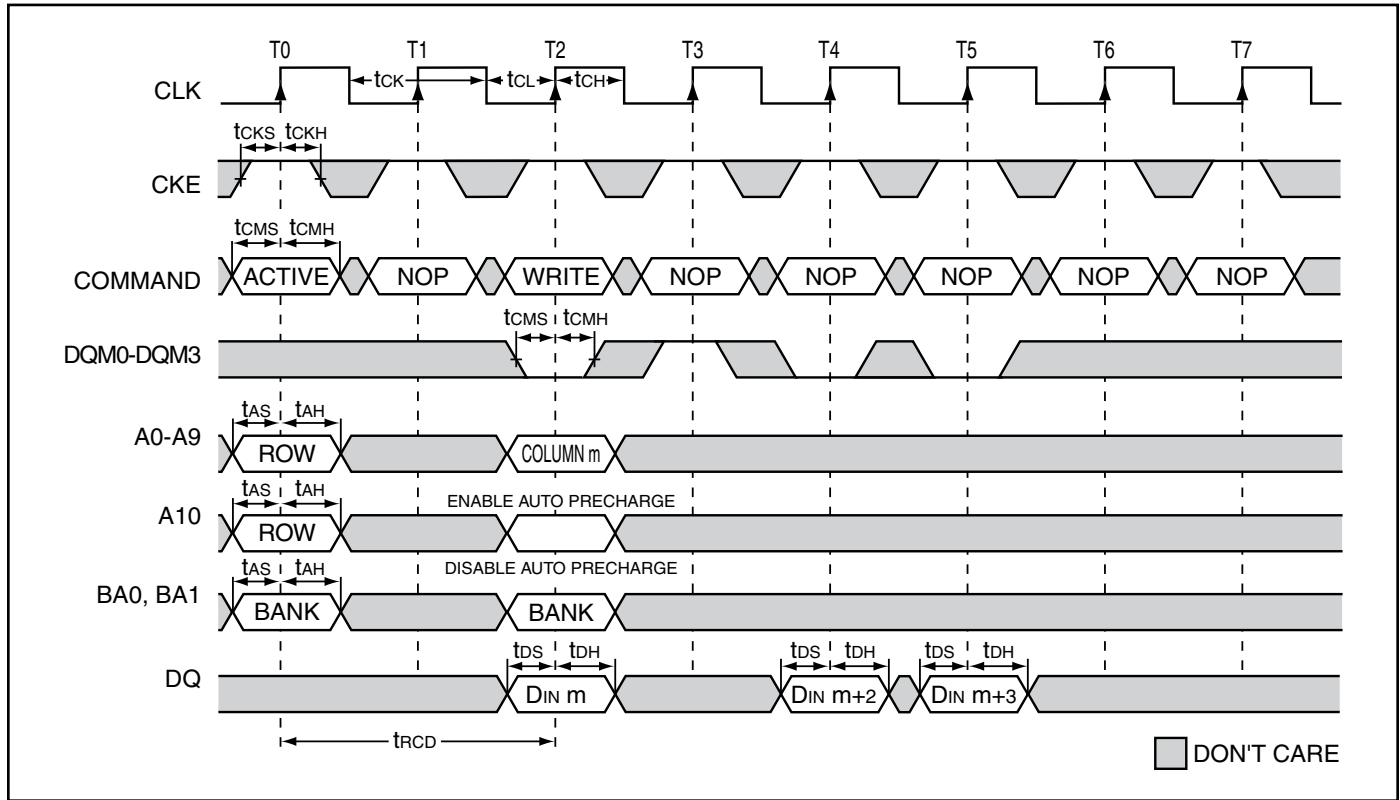 T0 T1 T2 T3 T4 T5 T6 T7
CLK tCK tCL tCH
tCKS tCKH
CKE
tCMS tCMH
COMMAND ACTIVE NOP WRITE NOP NOP NOP NOP NOP
tCMS tCMH
DQM0-DQM3
tAS tAH
A0-A9 ROW COLUMN m
tAS tAH ENABLE AUTO PRECHARGE
A10 ROW
tAS tAH DISABLE AUTO PRECHARGE
BA0, BA1 BANK BANK
tDS tDH tDS tDH tDS tDH
DQ DIN m DIN m+2 DIN m+3
tRCD
DON'T CARE